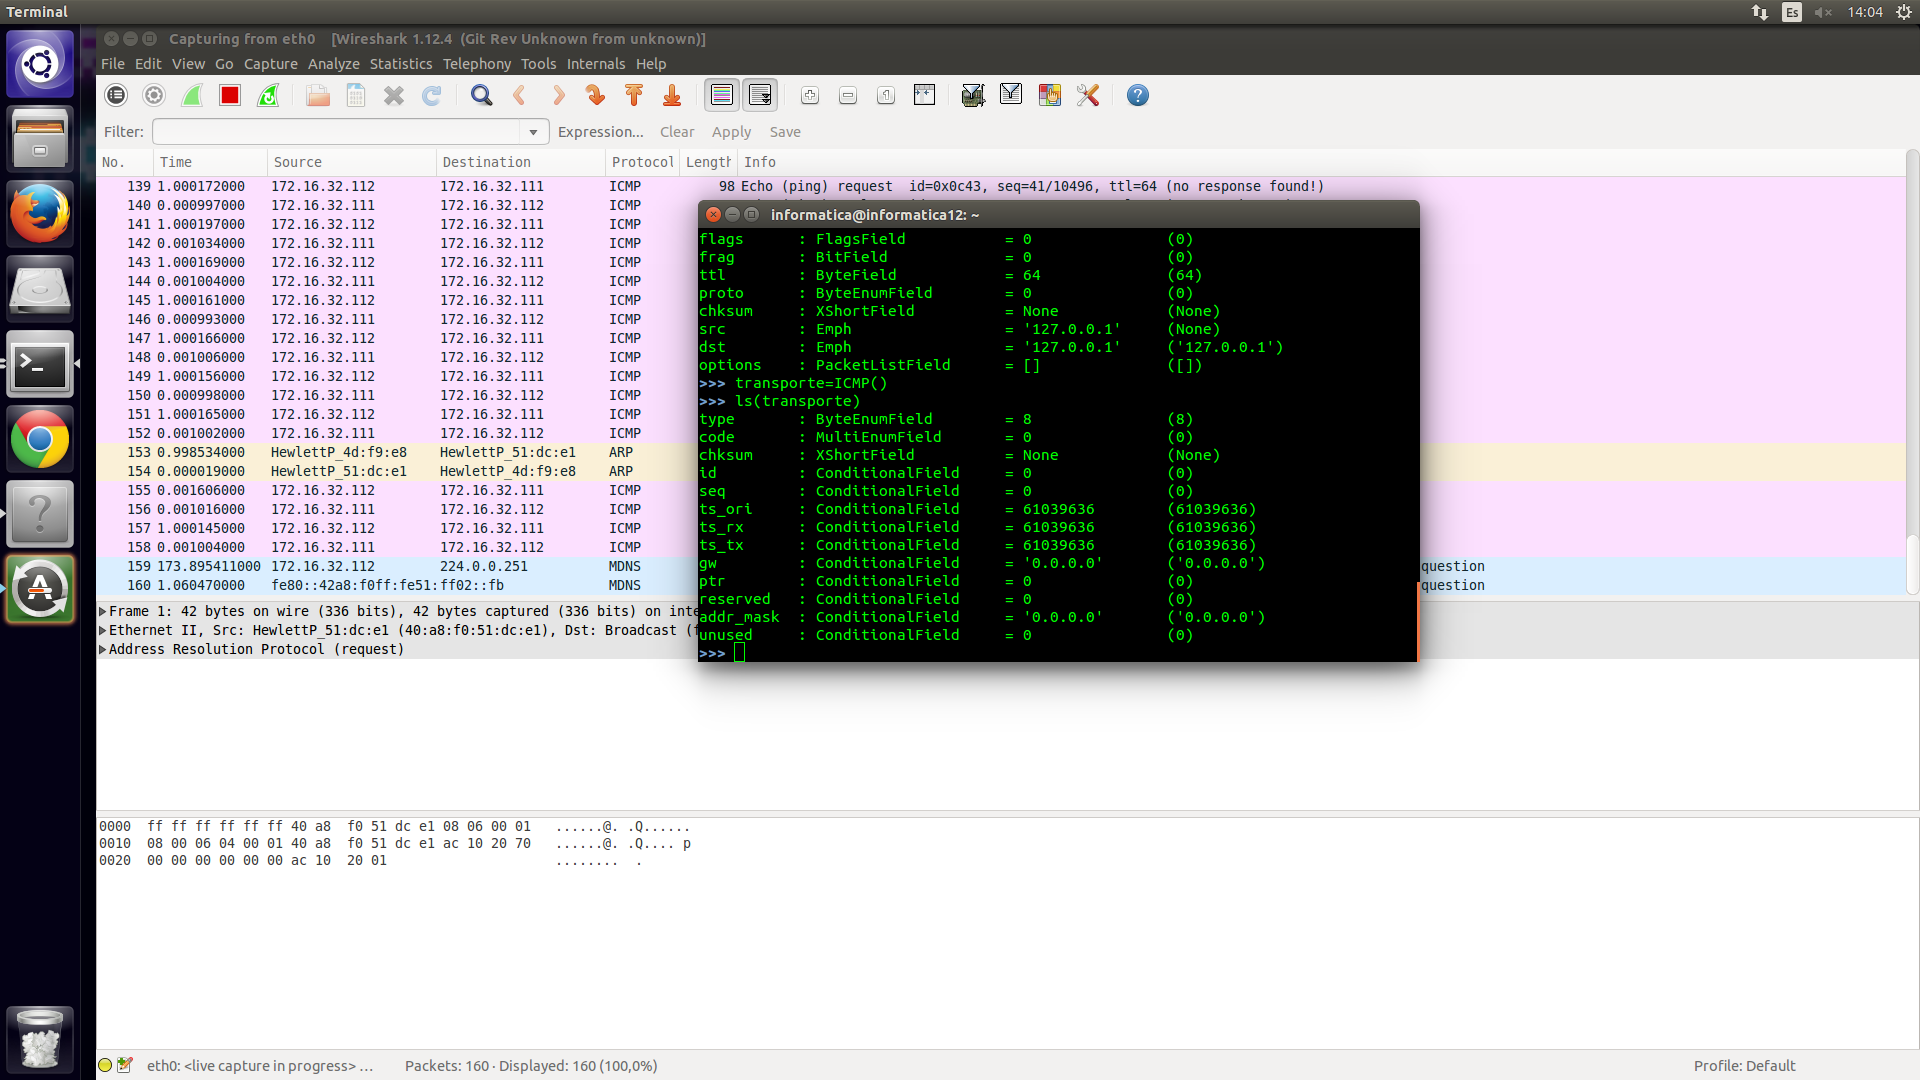 Terminal
Es
14:04
Capturing from eth0 [Wireshark 1.12.4 (Git Rev Unknown from unknown)]
File Edit View Go Capture Analyze Statistics Telephony Tools Internals Help
Filter: Expression... Clear Apply Save
No. Time Source Destination Protocol Length Info
139 1.000172000 172.16.32.112 172.16.32.111 ICMP 98 Echo (ping) request id=0x0c43, seq=41/10496, ttl=64 (no response found!)
140 0.000997000 172.16.32.111 172.16.32.112 ICMP
141 1.000197000 172.16.32.112 172.16.32.111 ICMP
142 0.001034000 172.16.32.111 172.16.32.112 ICMP
143 1.000169000 172.16.32.112 172.16.32.111 ICMP
144 0.001004000 172.16.32.111 172.16.32.112 ICMP
145 1.000161000 172.16.32.112 172.16.32.111 ICMP
146 0.000993000 172.16.32.111 172.16.32.112 ICMP
147 1.000166000 172.16.32.112 172.16.32.111 ICMP
148 0.001006000 172.16.32.111 172.16.32.112 ICMP
149 1.000156000 172.16.32.112 172.16.32.111 ICMP
150 0.000998000 172.16.32.111 172.16.32.112 ICMP
151 1.000165000 172.16.32.112 172.16.32.111 ICMP
152 0.001002000 172.16.32.111 172.16.32.112 ICMP
153 0.998534000 HewlettP_4d:f9:e8 HewlettP_51:dc:e1 ARP
154 0.000019000 HewlettP_51:dc:e1 HewlettP_4d:f9:e8 ARP
155 0.001606000 172.16.32.112 172.16.32.111 ICMP
156 0.001016000 172.16.32.111 172.16.32.112 ICMP
157 1.000145000 172.16.32.112 172.16.32.111 ICMP
158 0.001004000 172.16.32.111 172.16.32.112 ICMP
159 173.895411000 172.16.32.112 224.0.0.251 MDNS question
160 1.060470000 fe80::42a8:f0ff:fe51: ff02::fb MDNS question
informatica@informatica12: ~
flags : FlagsField = 0 (0)
frag : BitField = 0 (0)
ttl : ByteField = 64 (64)
proto : ByteEnumField = 0 (0)
chksum : XShortField = None (None)
src : Emph = '127.0.0.1' (None)
dst : Emph = '127.0.0.1' ('127.0.0.1')
options : PacketListField = [] ([])
>>> transporte=ICMP()
>>> ls(transporte)
type : ByteEnumField = 8 (8)
code : MultiEnumField = 0 (0)
chksum : XShortField = None (None)
id : ConditionalField = 0 (0)
seq : ConditionalField = 0 (0)
ts_ori : ConditionalField = 61039636 (61039636)
ts_rx : ConditionalField = 61039636 (61039636)
ts_tx : ConditionalField = 61039636 (61039636)
gw : ConditionalField = '0.0.0.0' ('0.0.0.0')
ptr : ConditionalField = 0 (0)
reserved : ConditionalField = 0 (0)
addr_mask : ConditionalField = '0.0.0.0' ('0.0.0.0')
unused : ConditionalField = 0 (0)
>>>
Frame 1: 42 bytes on wire (336 bits), 42 bytes captured (336 bits) on inte
Ethernet II, Src: HewlettP_51:dc:e1 (40:a8:f0:51:dc:e1), Dst: Broadcast (f
Address Resolution Protocol (request)
0000 ff ff ff ff ff ff 40 a8 f0 51 dc e1 08 06 00 01 ......@. .Q......
0010 08 00 06 04 00 01 40 a8 f0 51 dc e1 ac 10 20 70 ......@. .Q.... p
0020 00 00 00 00 00 00 ac 10 20 01 ........ .
eth0: <live capture in progress> ... Packets: 160 · Displayed: 160 (100,0%) Profile: Default